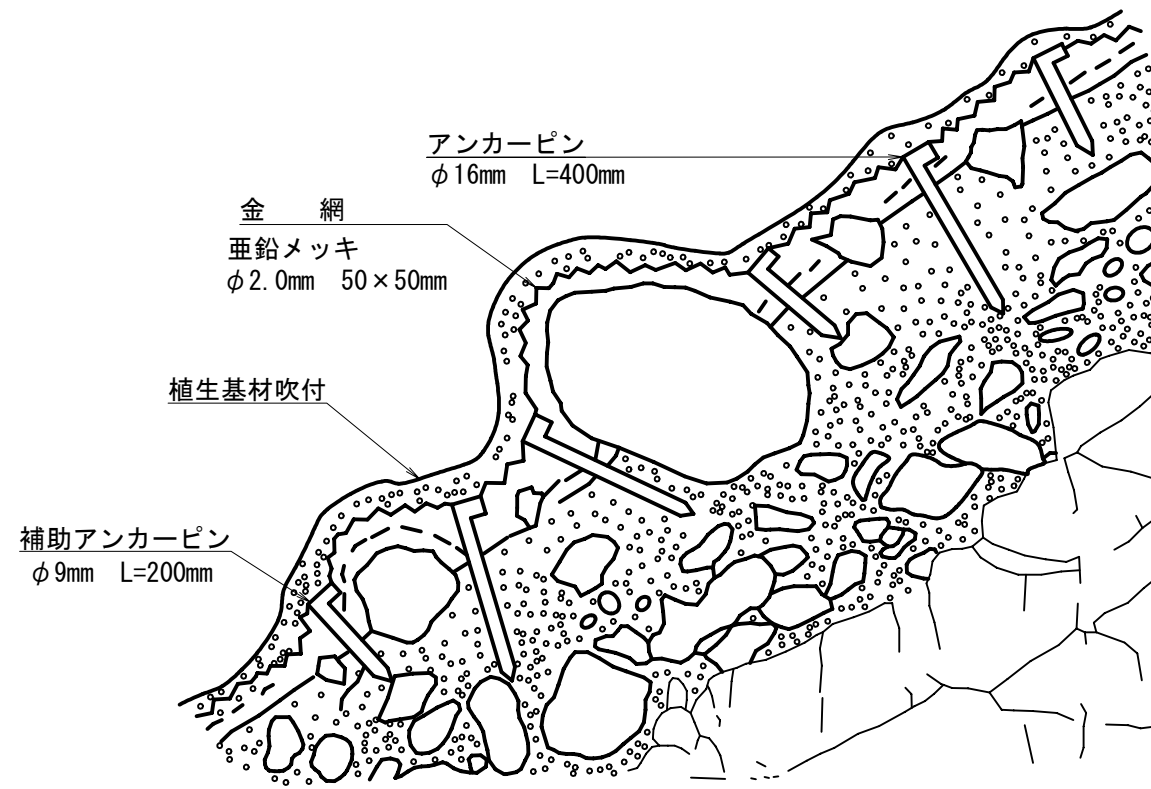 アンカーピン
φ16mm　L=400mm
金　　網
亜鉛メッキ
φ2.0mm　50×50mm
植生基材吹付
補助アンカーピン
φ9mm　L=200mm